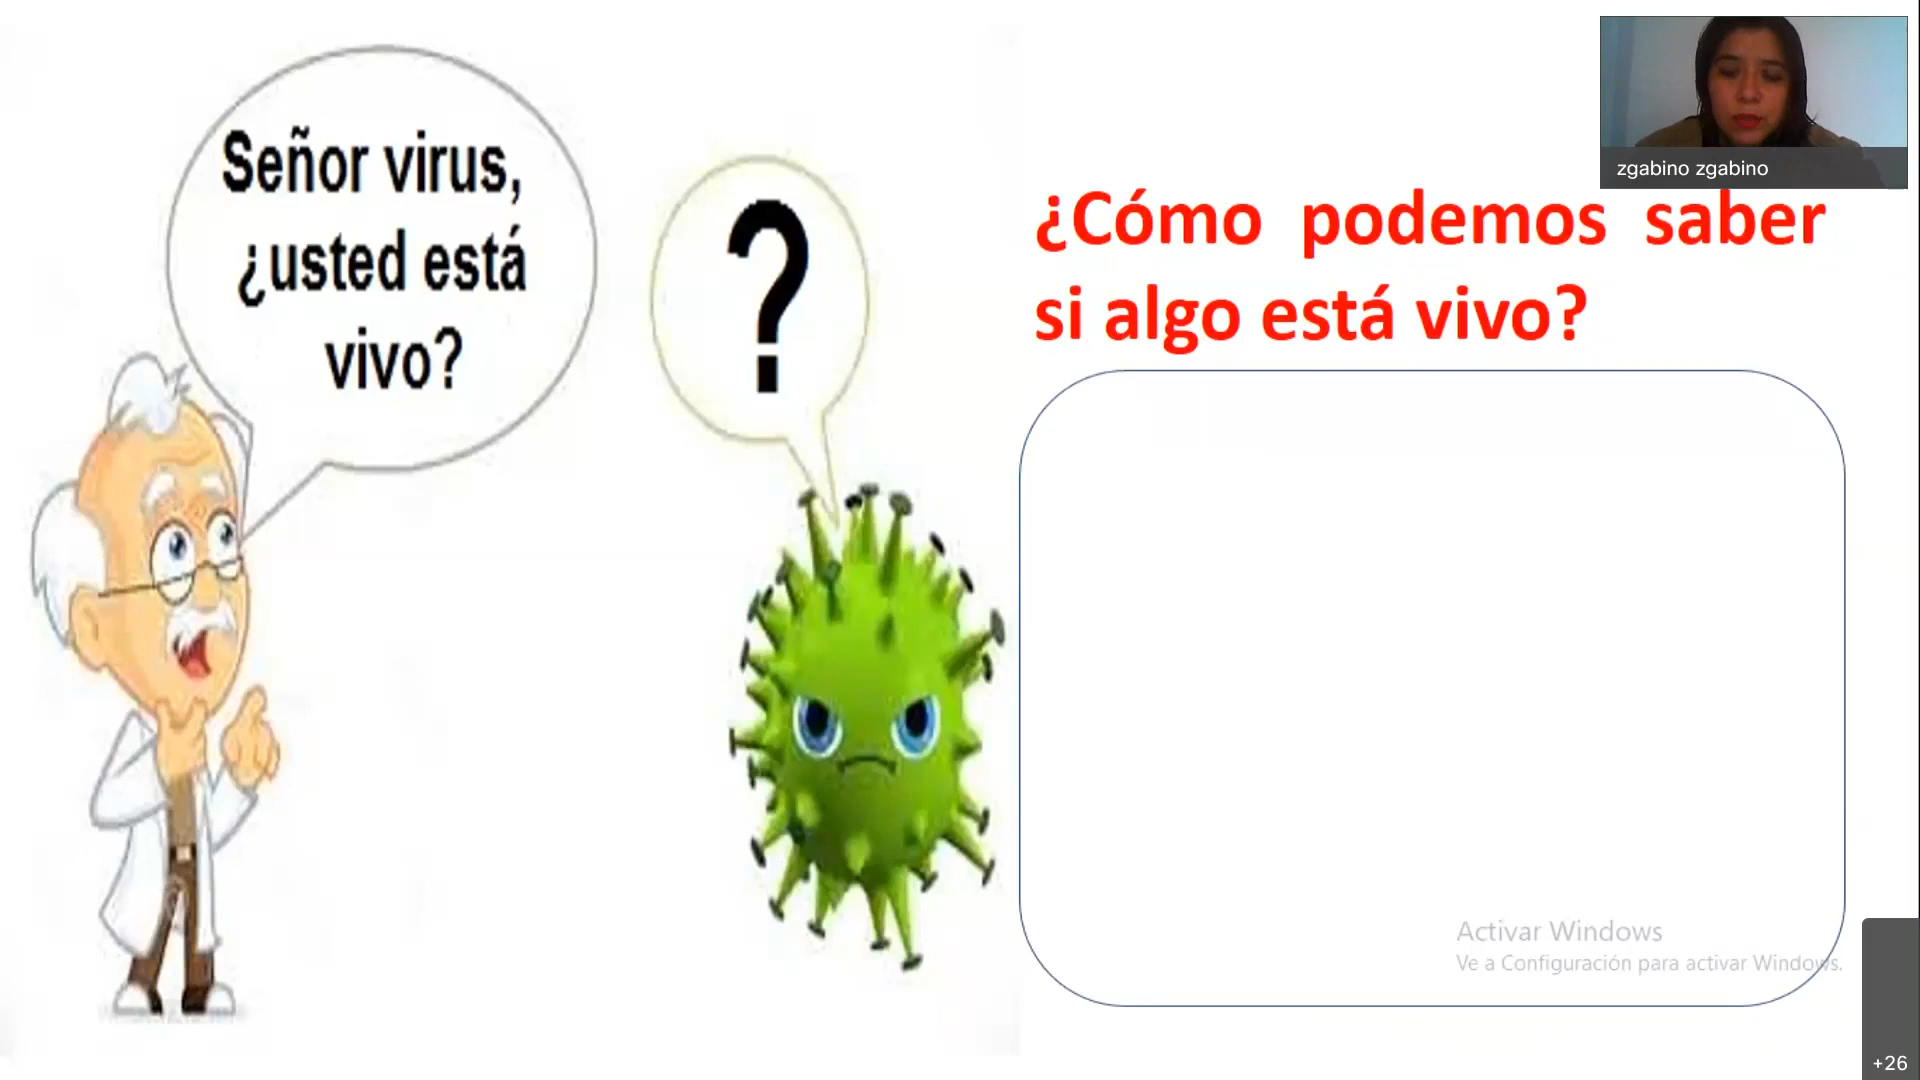 Señor virus,
¿usted está
vivo?
?
zgabino zgabino
¿Cómo podemos saber
si algo está vivo?
Activar Windows
Ve a Configuración para activar Windows.
+26